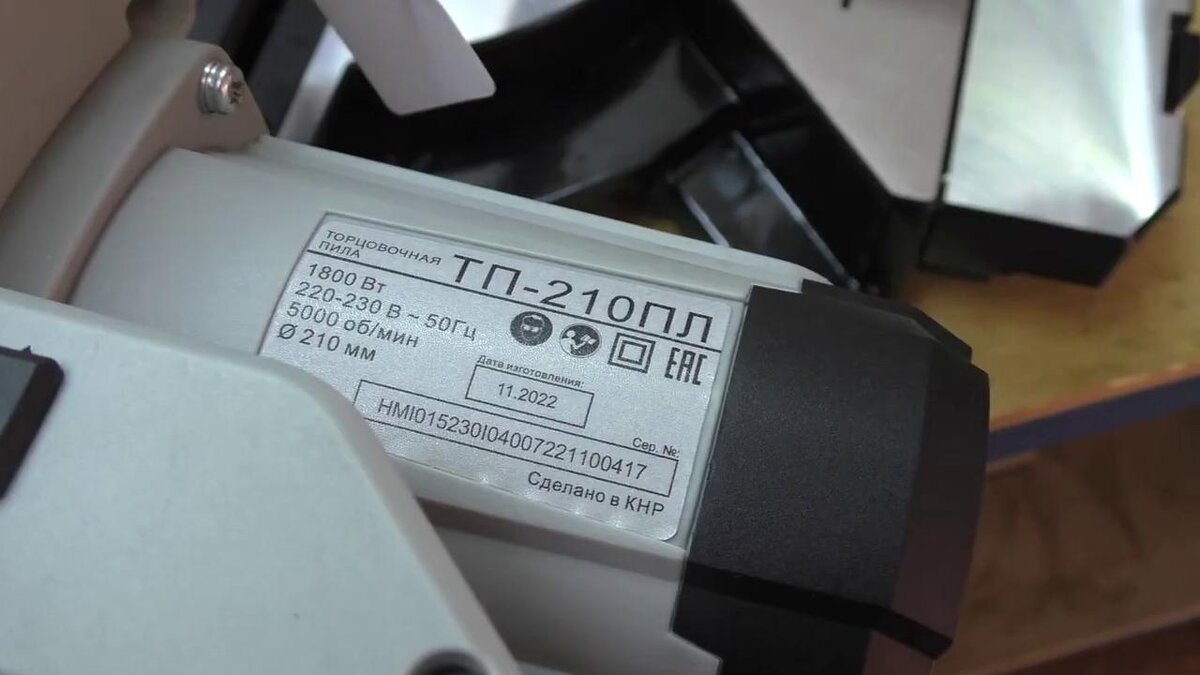 ТОРЦОВОЧНАЯ
ПИЛА
ТП-210ПЛ
1800 Вт
220-230 В ~ 50Гц
5000 об/мин
Ø 210 мм
EAC
Дата изготовления:
11.2022
Сер. №:
HMI015230I04007221100417
Сделано в КНР